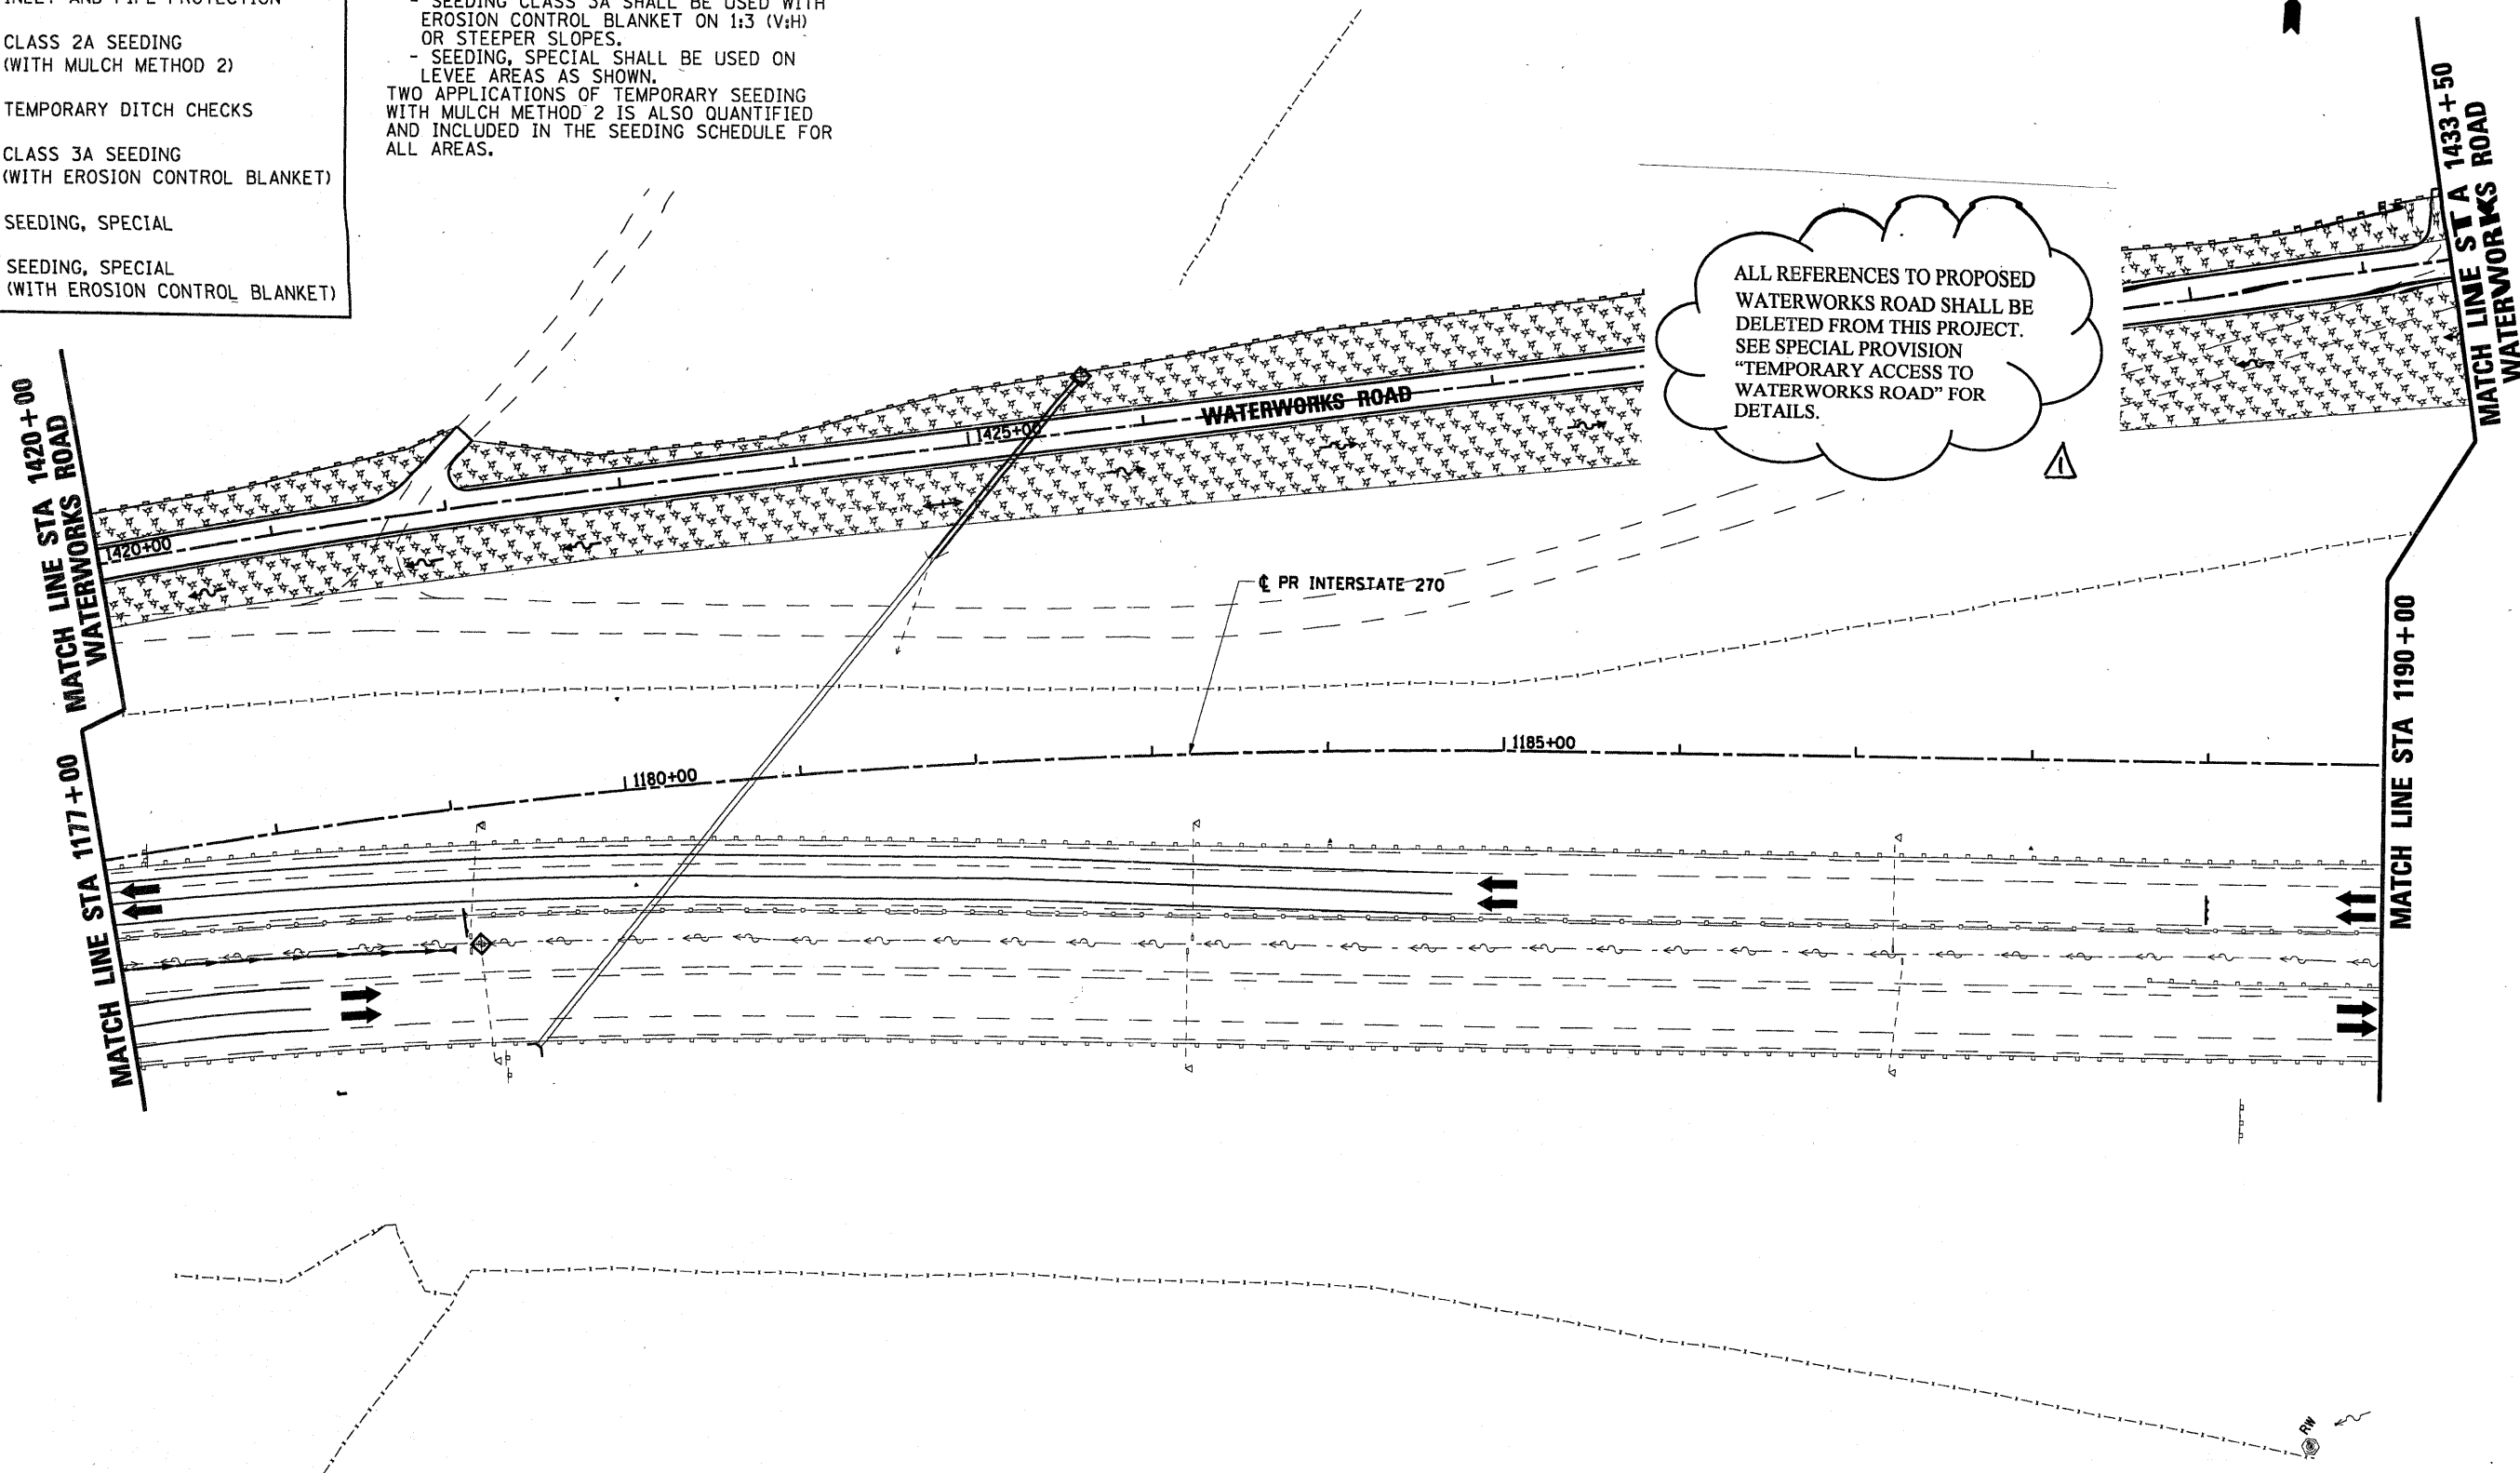 INLET AND PIPE PROTECTION
CLASS 2A SEEDING
(WITH MULCH METHOD 2)
TEMPORARY DITCH CHECKS
CLASS 3A SEEDING
(WITH EROSION CONTROL BLANKET)
SEEDING, SPECIAL
SEEDING, SPECIAL
(WITH EROSION CONTROL BLANKET)
- SEEDING CLASS 3A SHALL BE USED WITH
EROSION CONTROL BLANKET ON 1:3 (V:H)
OR STEEPER SLOPES.
- SEEDING, SPECIAL SHALL BE USED ON
LEVEE AREAS AS SHOWN.
TWO APPLICATIONS OF TEMPORARY SEEDING
WITH MULCH METHOD 2 IS ALSO QUANTIFIED
AND INCLUDED IN THE SEEDING SCHEDULE FOR
ALL AREAS.
ALL REFERENCES TO PROPOSED
WATERWORKS ROAD SHALL BE
DELETED FROM THIS PROJECT.
SEE SPECIAL PROVISION
“TEMPORARY ACCESS TO
WATERWORKS ROAD” FOR
DETAILS.
1
MATCH LINE STA 1433+50
WATERWORKS ROAD
MATCH LINE STA 1420+00
WATERWORKS ROAD
1420+00
1425+00
WATERWORKS ROAD
℄ PR INTERSTATE 270
MATCH LINE STA 1177+00
1180+00
1185+00
MATCH LINE STA 1190+00
RW